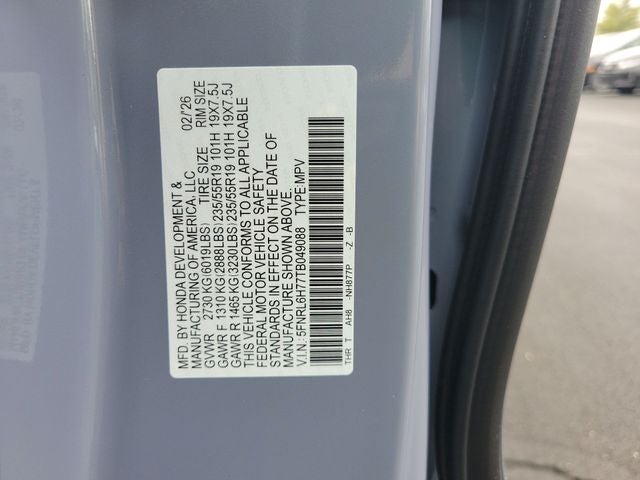 MFD. BY HONDA DEVELOPMENT &
MANUFACTURING OF AMERICA, LLC 02/'26
GVWR 2730 KG(6019LBS) TIRE SIZE RIM SIZE
GAWR F 1310 KG(2888LBS) 235/55R19 101H 19X7.5J
GAWR R 1465 KG(3230LBS) 235/55R19 101H 19X7.5J
THIS VEHICLE CONFORMS TO ALL APPLICABLE
FEDERAL MOTOR VEHICLE SAFETY
STANDARDS IN EFFECT ON THE DATE OF
MANUFACTURE SHOWN ABOVE.
V.I.N.: 5FNRL6H77TB049088 TYPE:MPV
THR T AH8 -NH877P -Z -B